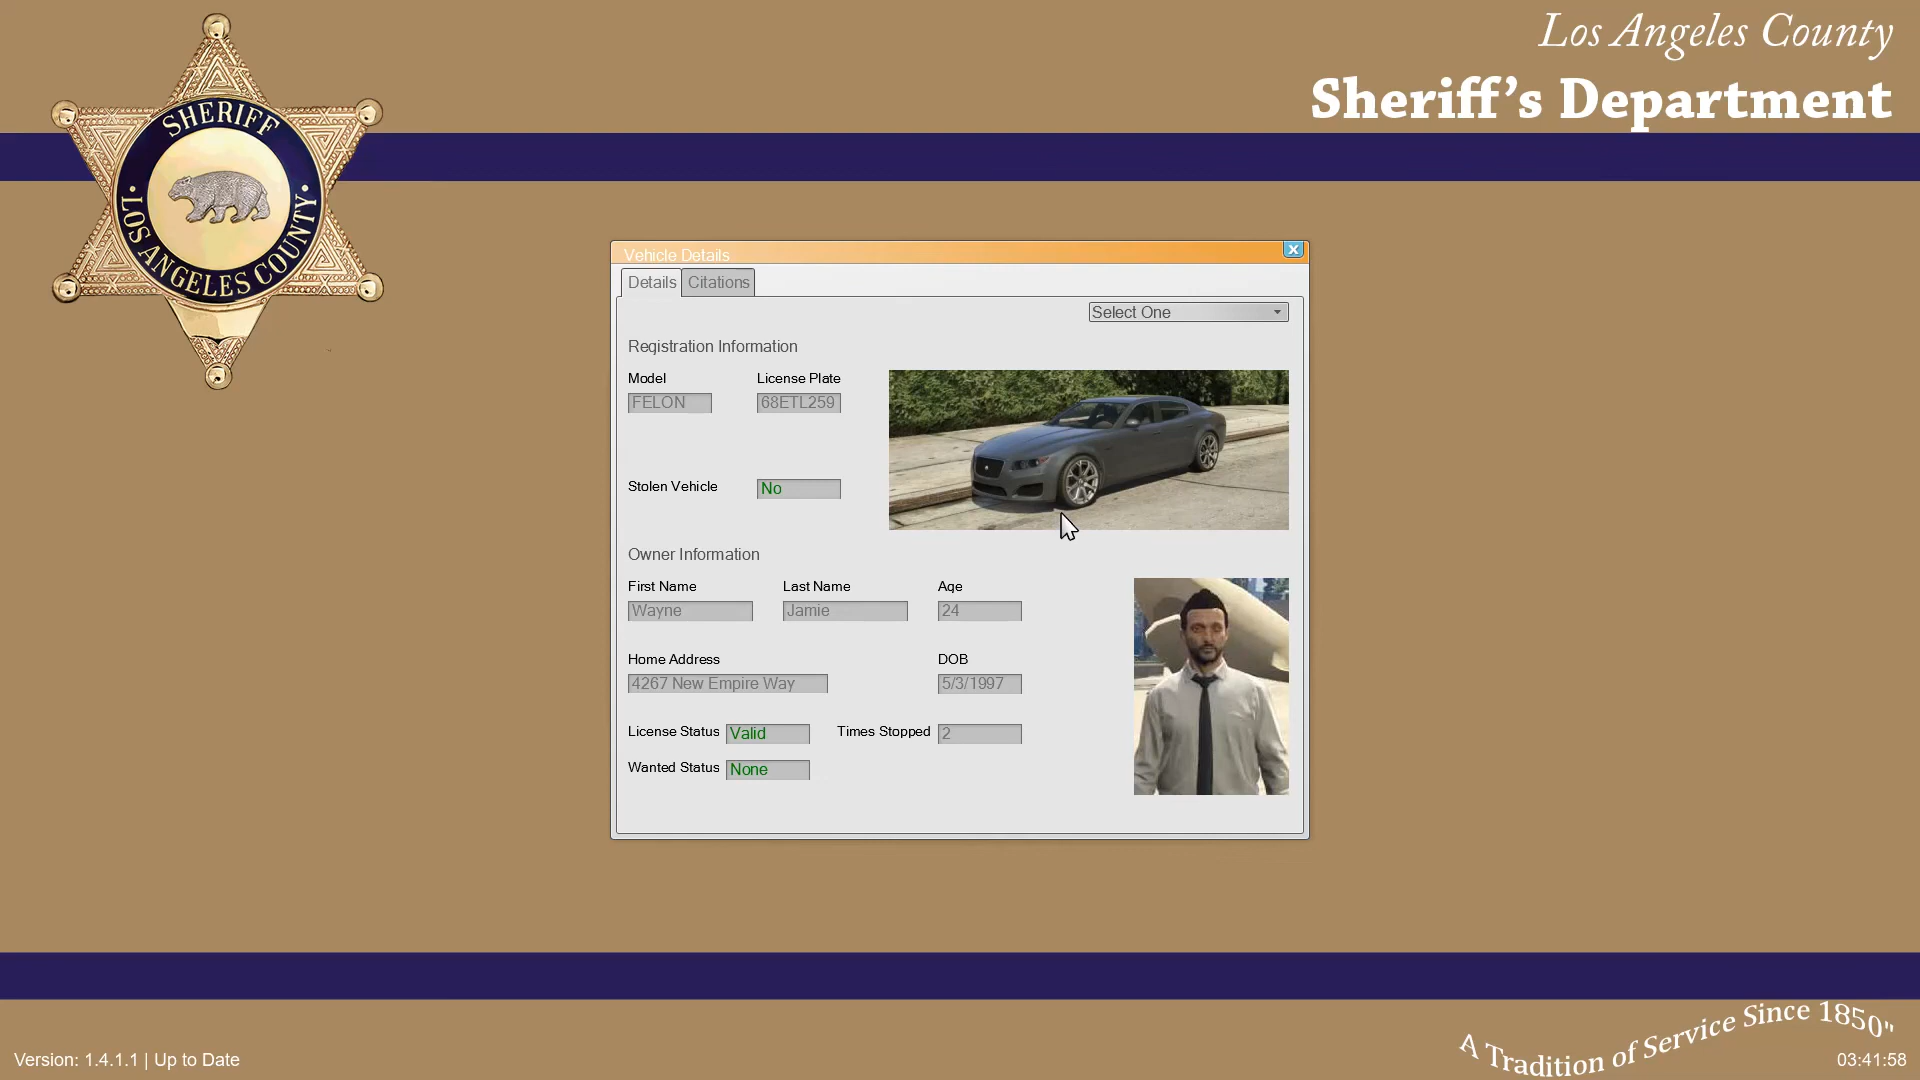 Los Angeles County
Sheriff's Department
SHERIFF
LOS ANGELES COUNTY
Vehicle Details
Details Citations
Select One
Registration Information
Model License Plate
FELON 68ETL259
Stolen Vehicle No
Owner Information
First Name Last Name Age
Wayne Jamie 24
Home Address DOB
4267 New Empire Way 5/3/1997
License Status Valid Times Stopped 2
Wanted Status None
A Tradition of Service Since 1850"
Version: 1.4.1.1 | Up to Date
03:41:58